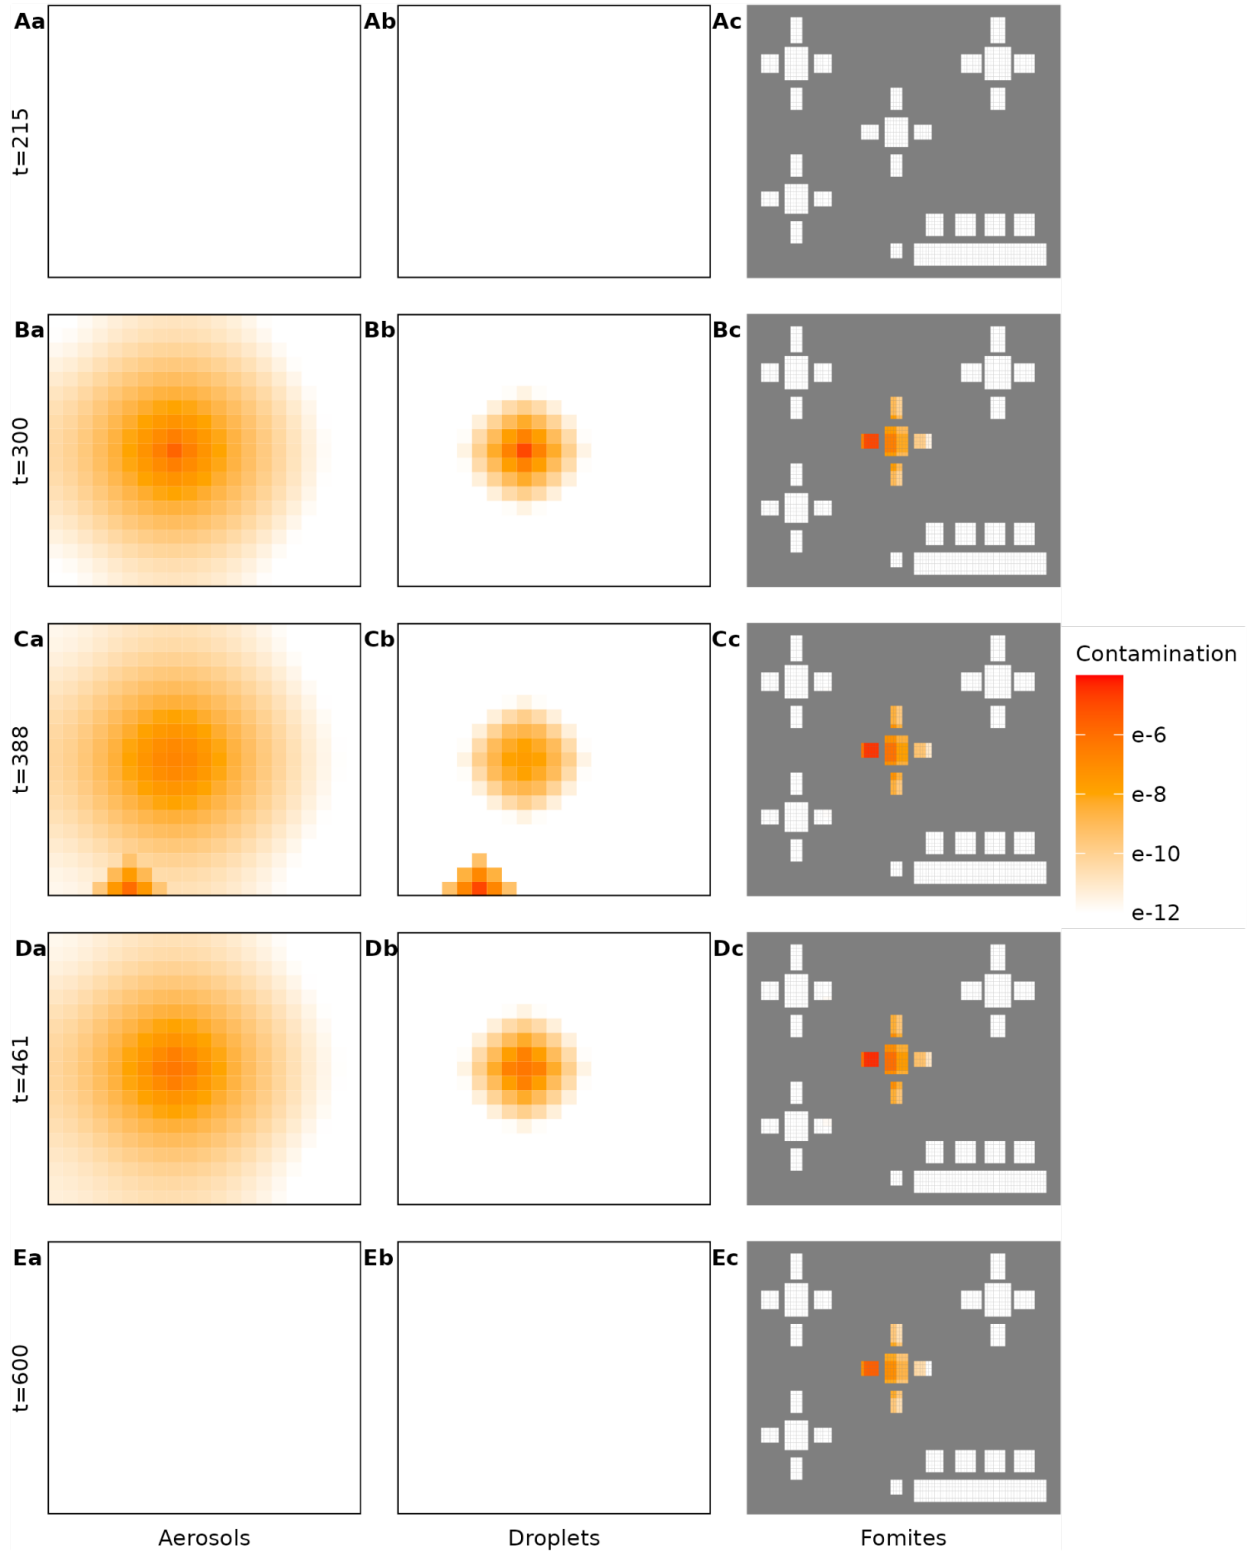 Aa
Ab
Ac
t=215
Ba
Bb
Bc
t=300
Ca
Cb
Cc
t=388
Contamination
e-6
e-8
e-10
e-12
Da
Db
Dc
t=461
Ea
Eb
Ec
t=600
Aerosols
Droplets
Fomites